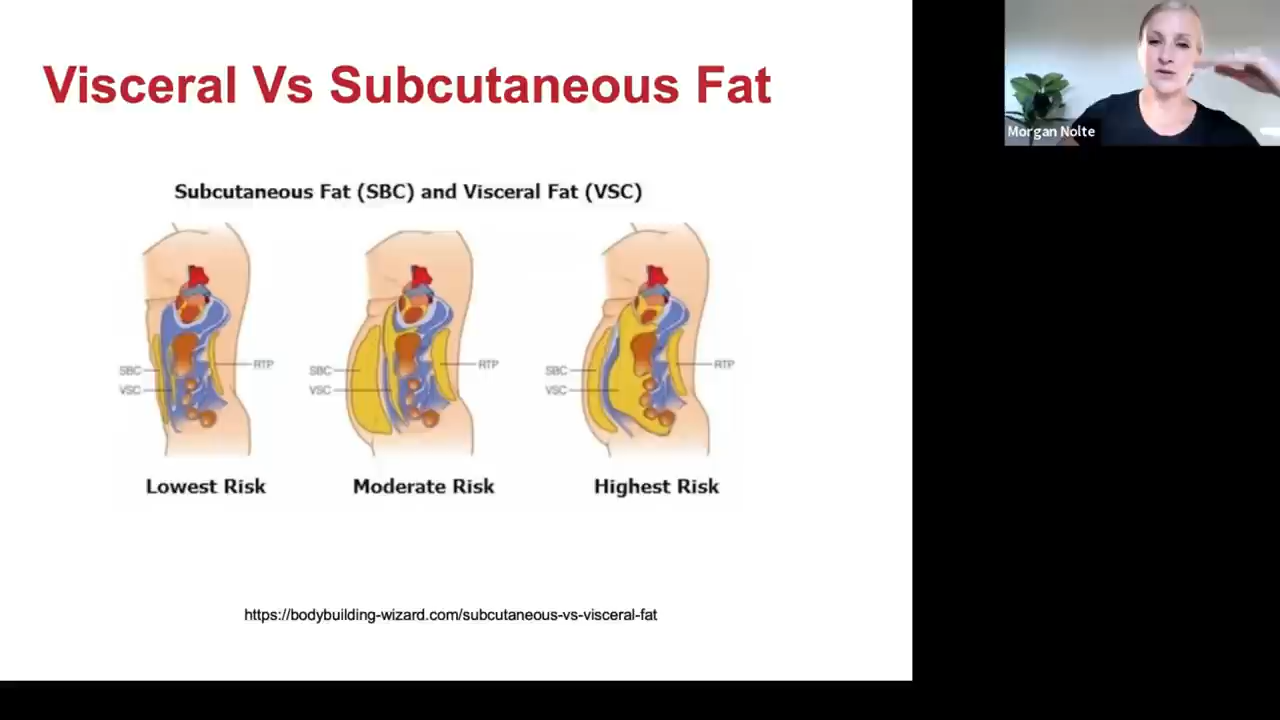 Visceral Vs Subcutaneous Fat
Morgan Nolte
Subcutaneous Fat (SBC) and Visceral Fat (VSC)
SBC
VSC
RTP
SBC
VSC
RTP
SBC
VSC
RTP
Lowest Risk
Moderate Risk
Highest Risk
https://bodybuilding-wizard.com/subcutaneous-vs-visceral-fat